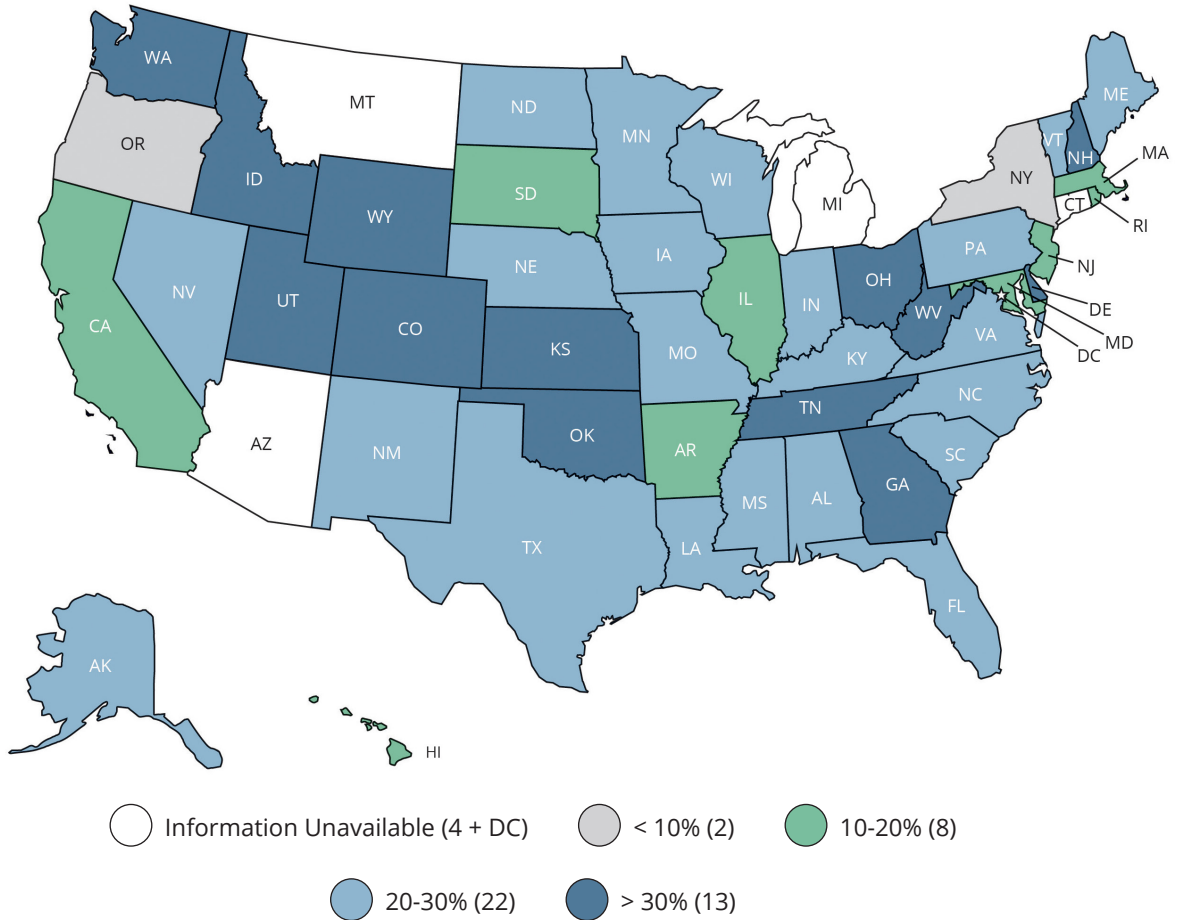 WA
MT
ND
MN
ME
OR
ID
SD
WI
VT
NH
MA
NY
MI
CT
RI
WY
IA
PA
NE
NJ
NV
UT
IL
IN
OH
DE
CA
CO
WV
MD
KS
MO
KY
VA
DC
AZ
NM
OK
AR
TN
NC
SC
GA
MS
AL
TX
LA
FL
AK
HI
Information Unavailable (4 + DC)
< 10% (2)
10-20% (8)
20-30% (22)
> 30% (13)